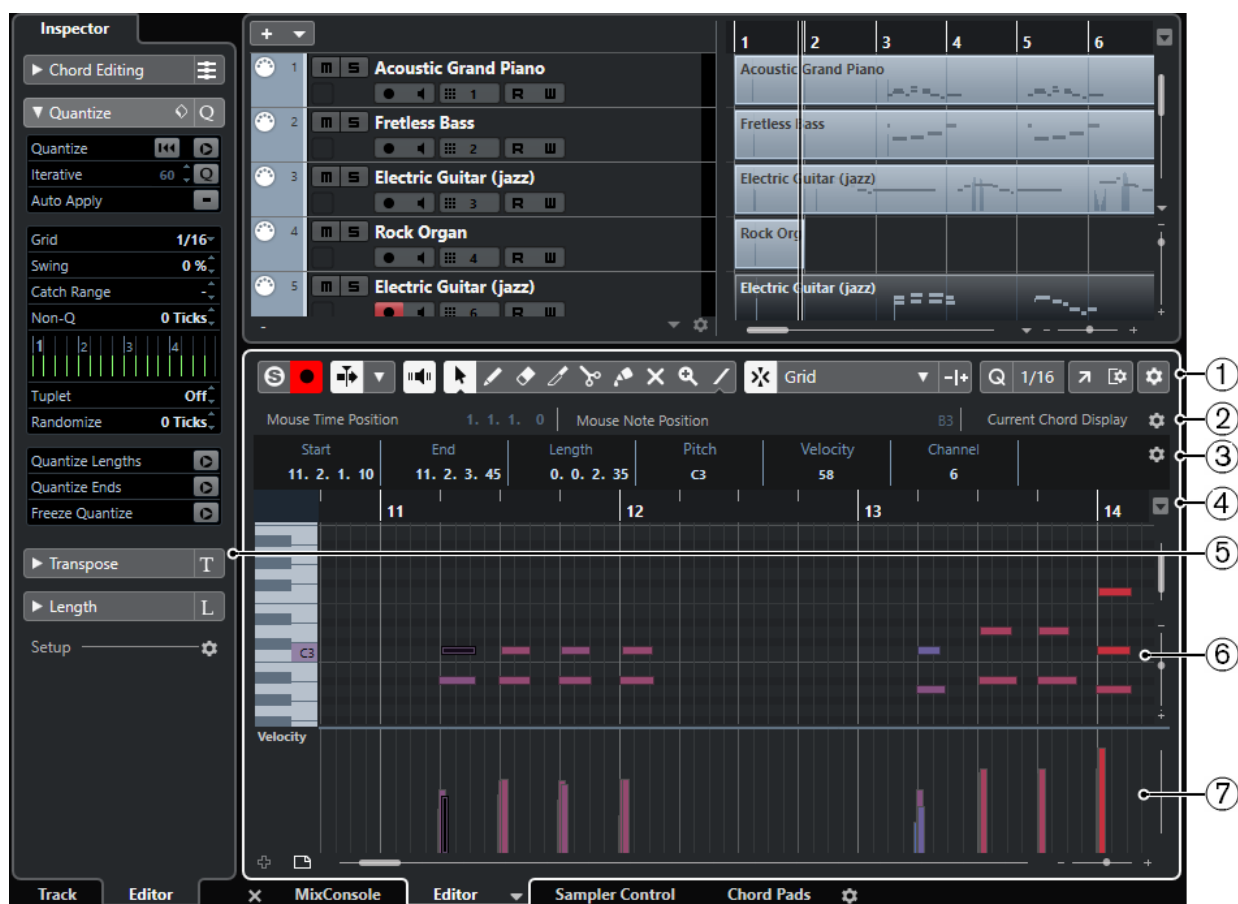 Inspector
Chord Editing
Quantize Q
Quantize
Iterative 60 Q
Auto Apply -
Grid 1/16
Swing 0 %
Catch Range -
Non-Q 0 Ticks
1 2 3 4
Tuplet Off
Randomize 0 Ticks
Quantize Lengths
Quantize Ends
Freeze Quantize
Transpose T
Length L
Setup
+
1 2 3 4 5 6
1 m S Acoustic Grand Piano
1 R W
2 m S Fretless Bass
2 R W
3 m S Electric Guitar (jazz)
3 R W
4 m S Rock Organ
4 R W
5 m S Electric Guitar (jazz)
6 R W
Acoustic Grand Piano
Fretless Bass
Electric Guitar (jazz)
Rock Org
Electric Guitar (jazz)
S Grid Q 1/16 1
Mouse Time Position 1. 1. 1. 0 Mouse Note Position B3 Current Chord Display 2
Start End Length Pitch Velocity Channel
11. 2. 1. 10 11. 2. 3. 45 0. 0. 2. 35 C3 58 6 3
11 12 13 14 4
5
C3 6
Velocity
7
Track Editor MixConsole Editor Sampler Control Chord Pads